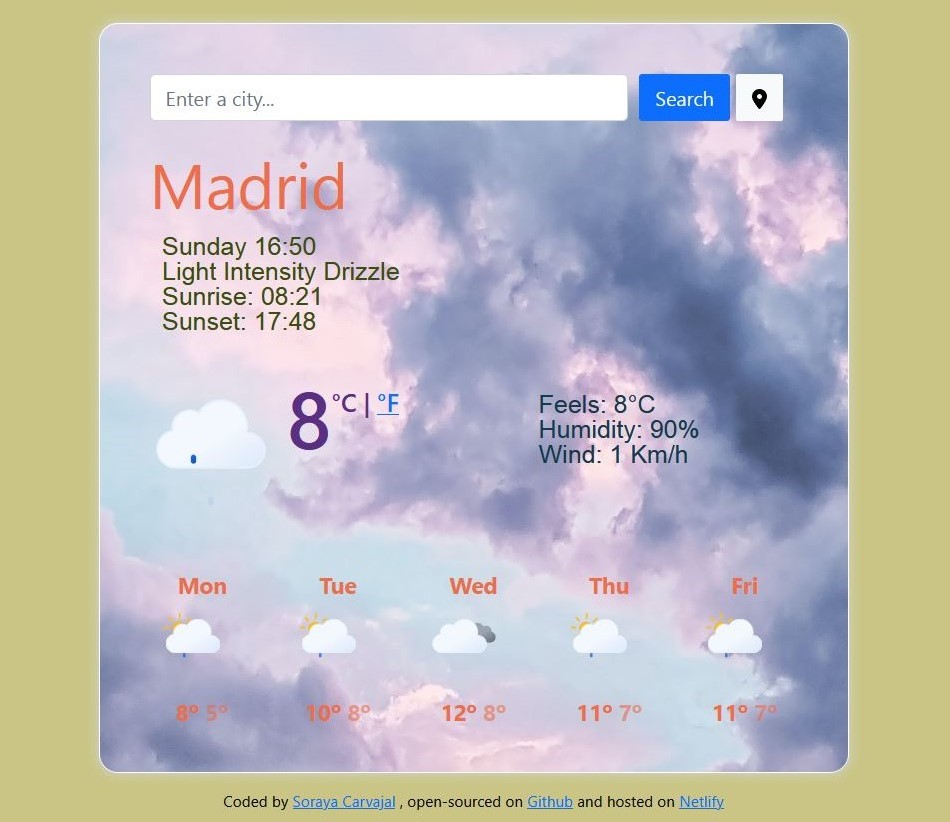 Enter a city...
Search
Madrid
Sunday 16:50
Light Intensity Drizzle
Sunrise: 08:21
Sunset: 17:48
8 °C | °F
Feels: 8°C
Humidity: 90%
Wind: 1 Km/h
Mon Tue Wed Thu Fri
8° 5° 10° 8° 12° 8° 11° 7° 11° 7°
Coded by Soraya Carvajal , open-sourced on Github and hosted on Netlify